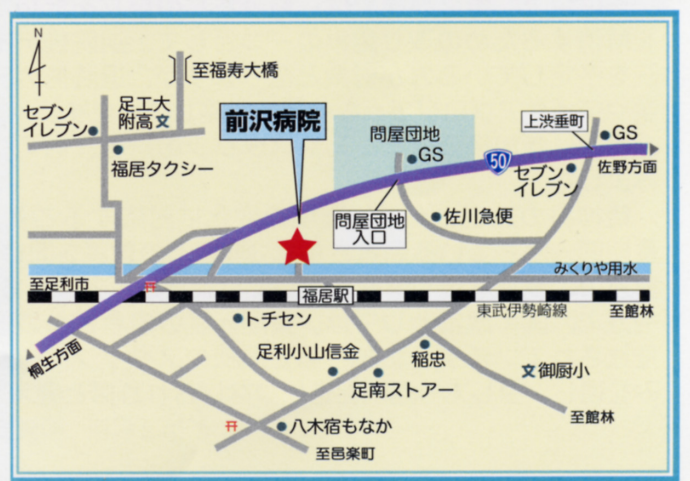 N
至福寿大橋
セブン
イレブン
足工大
附高
前沢病院
問屋団地
GS
上渋垂町
GS
50
福居タクシー
セブン
イレブン
佐野方面
問屋団地
入口
佐川急便
みくりや用水
至足利市
福居駅
東武伊勢崎線
至館林
トチセン
桐生方面
足利小山信金
稲忠
足南ストアー
御厨小
至館林
八木宿もなか
至邑楽町